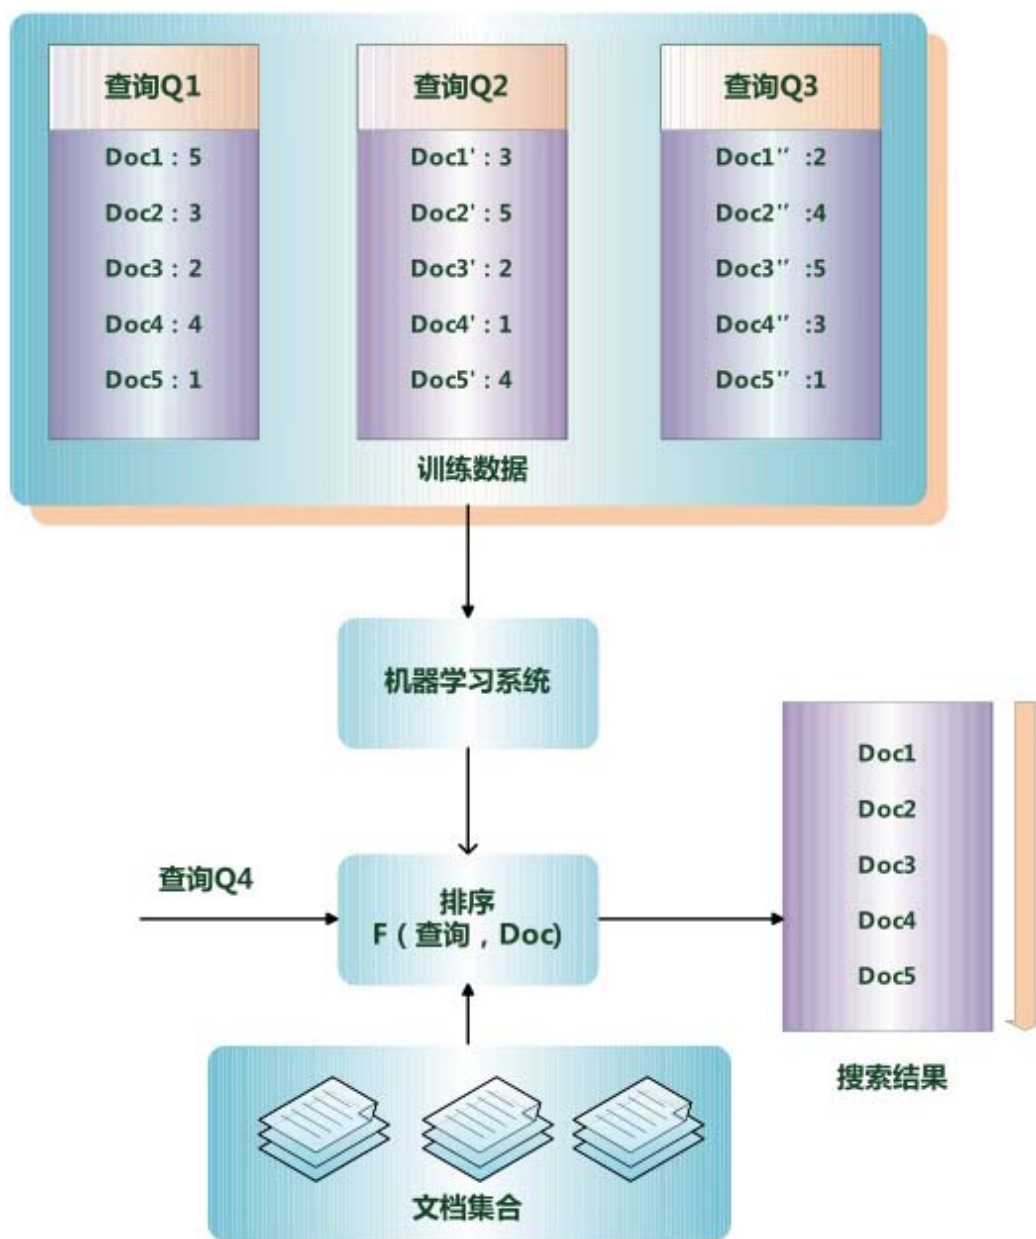 查询Q1
Doc1：5
Doc2：3
Doc3：2
Doc4：4
Doc5：1
查询Q2
Doc1'：3
Doc2'：5
Doc3'：2
Doc4'：1
Doc5'：4
查询Q3
Doc1'' :2
Doc2'' :4
Doc3'' :5
Doc4'' :3
Doc5'' :1
训练数据
机器学习系统
查询Q4
排序
F（查询，Doc)
Doc1
Doc2
Doc3
Doc4
Doc5
搜索结果
文档集合